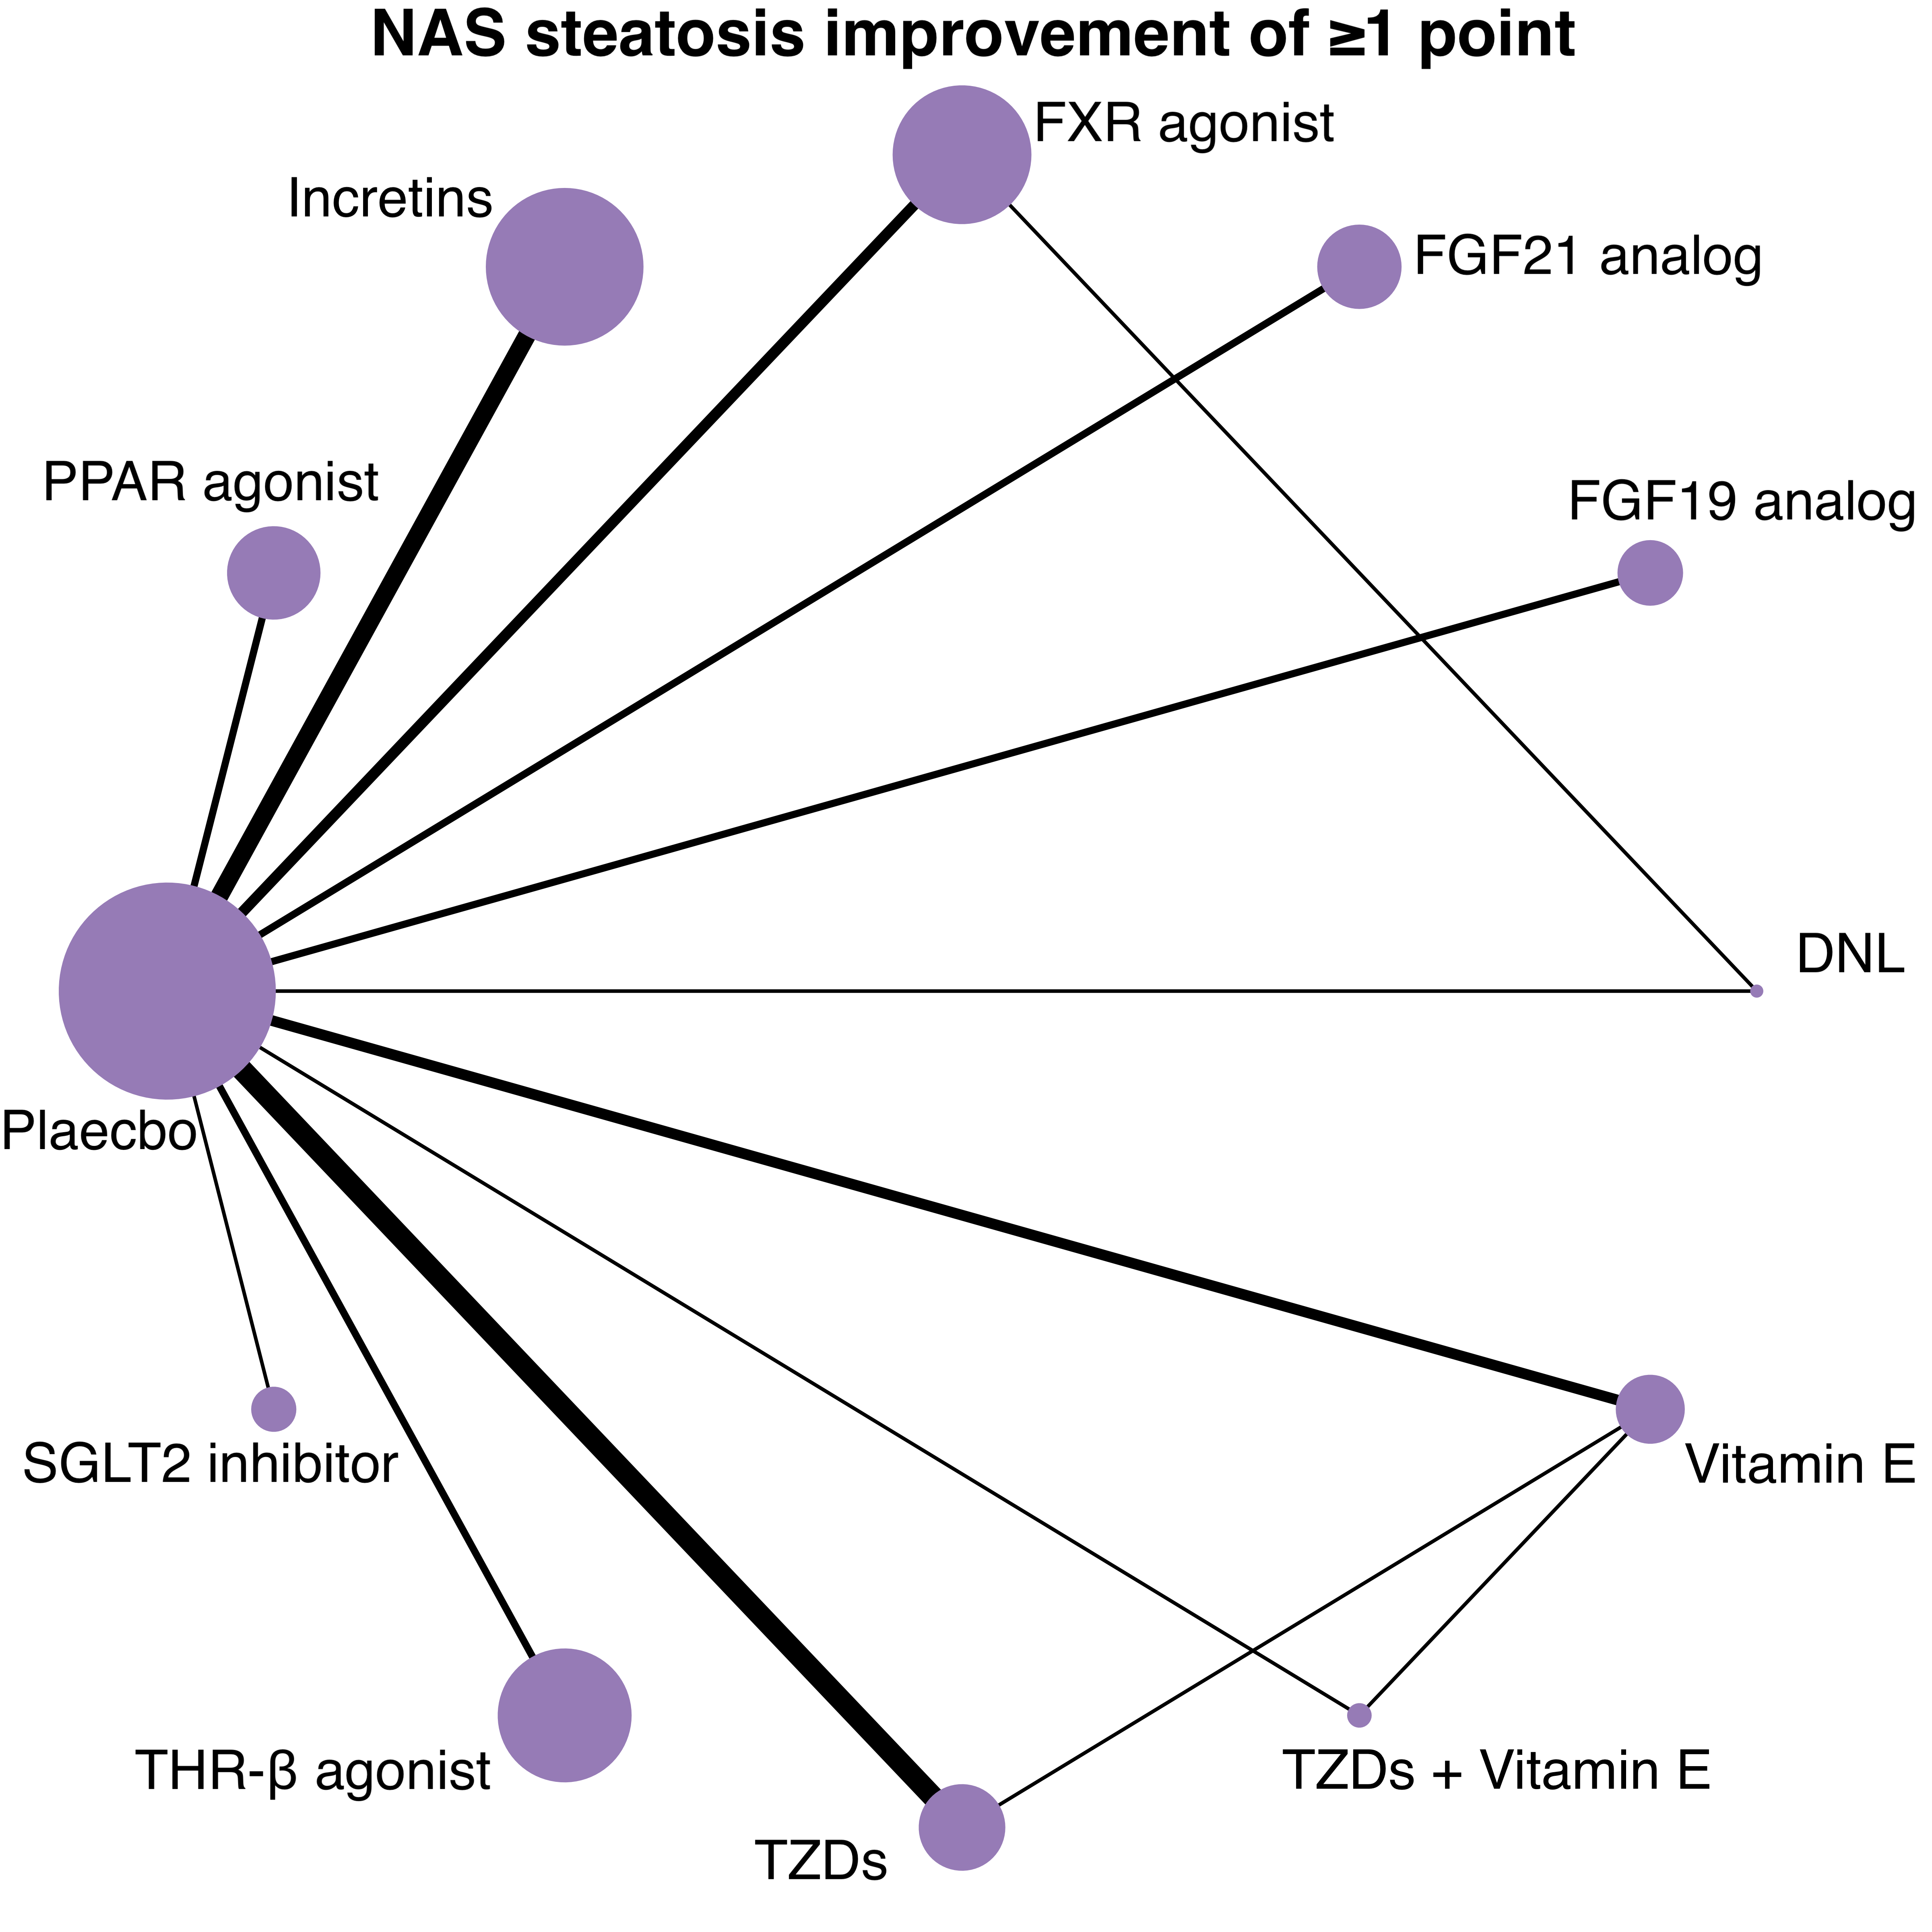 NAS steatosis improvement of ≥1 point
FXR agonist
Incretins
FGF21 analog
PPAR agonist
FGF19 analog
DNL
Plaecbo
SGLT2 inhibitor
Vitamin E
THR-β agonist
TZDs + Vitamin E
TZDs